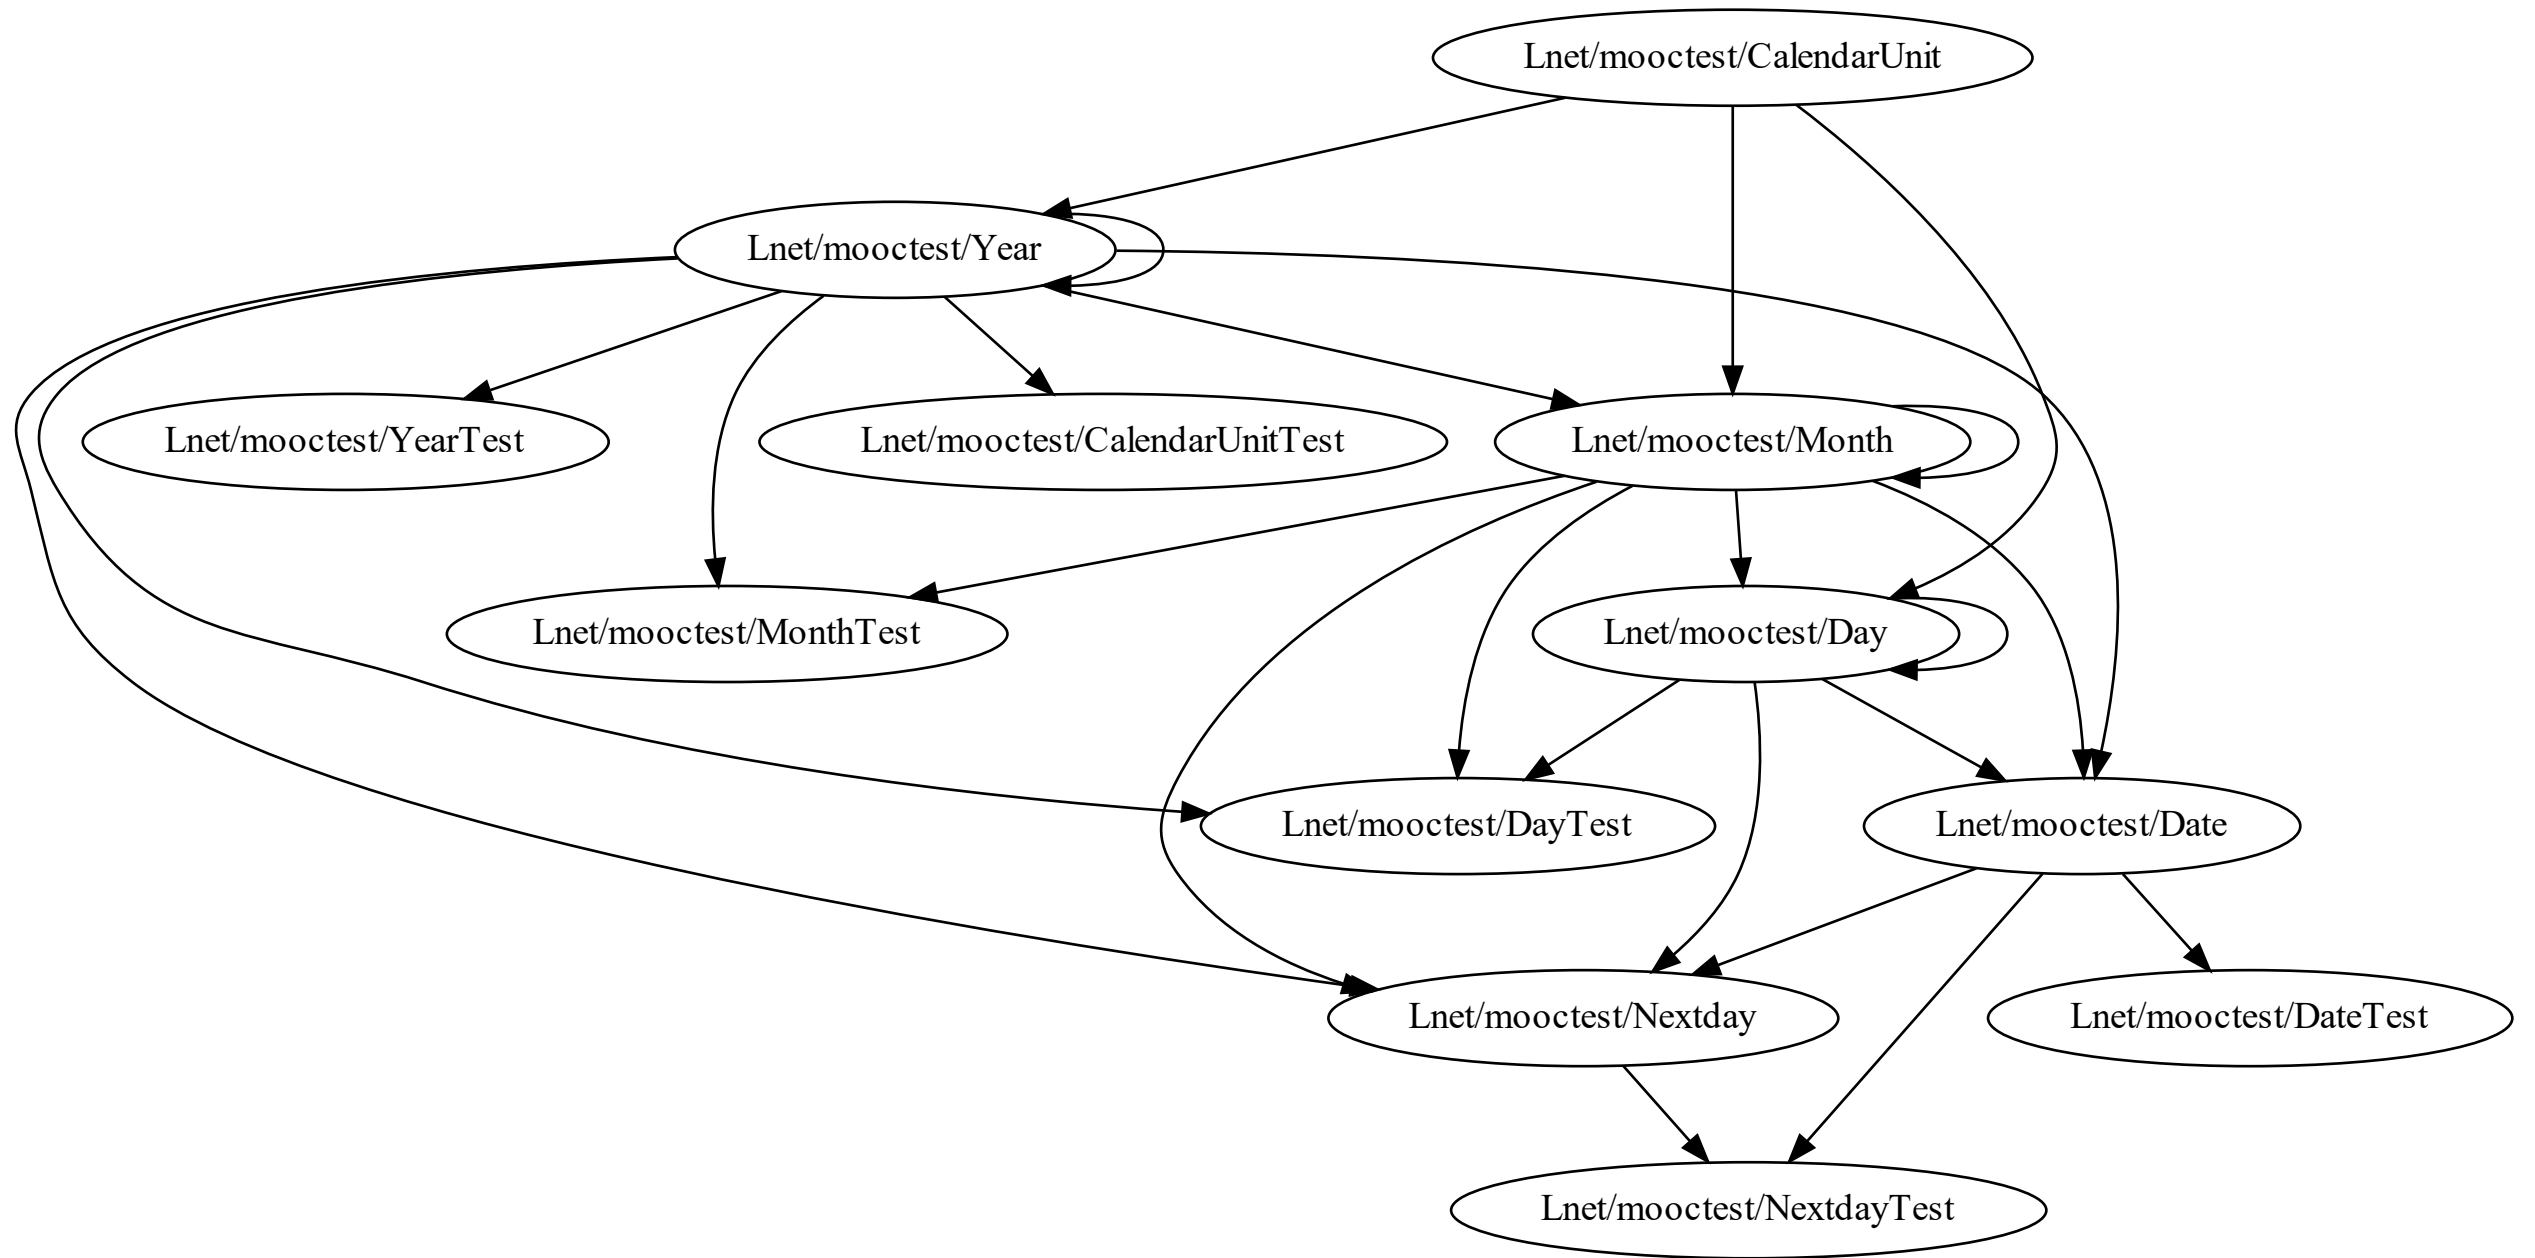 Lnet/mooctest/CalendarUnit
Lnet/mooctest/Year
Lnet/mooctest/YearTest
Lnet/mooctest/CalendarUnitTest
Lnet/mooctest/Month
Lnet/mooctest/MonthTest
Lnet/mooctest/Day
Lnet/mooctest/DayTest
Lnet/mooctest/Date
Lnet/mooctest/Nextday
Lnet/mooctest/DateTest
Lnet/mooctest/NextdayTest